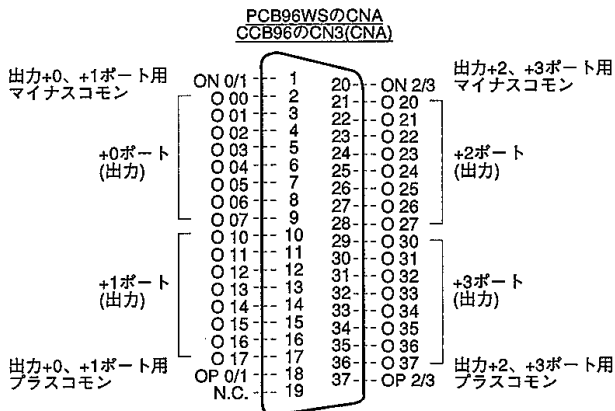 PCB96WSのCNA
CCB96のCN3(CNA)
出力+0、+1ポート用
マイナスコモン
+0ポート
(出力)
+1ポート
(出力)
出力+0、+1ポート用
プラスコモン
ON 0/1 --- 1
O 00 --- 2
O 01 --- 3
O 02 --- 4
O 03 --- 5
O 04 --- 6
O 05 --- 7
O 06 --- 8
O 07 --- 9
O 10 --- 10
O 11 --- 11
O 12 --- 12
O 13 --- 13
O 14 --- 14
O 15 --- 15
O 16 --- 16
O 17 --- 17
OP 0/1 --- 18
N.C. --- 19
20 --- ON 2/3
21 --- O 20
22 --- O 21
23 --- O 22
24 --- O 23
25 --- O 24
26 --- O 25
27 --- O 26
28 --- O 27
29 --- O 30
30 --- O 31
31 --- O 32
32 --- O 33
33 --- O 34
34 --- O 35
35 --- O 36
36 --- O 37
37 --- OP 2/3
出力+2、+3ポート用
マイナスコモン
+2ポート
(出力)
+3ポート
(出力)
出力+2、+3ポート用
プラスコモン